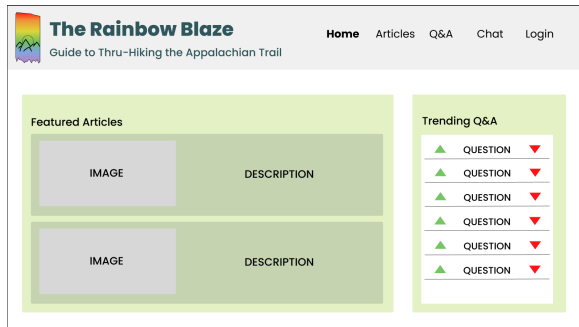 The Rainbow Blaze
Guide to Thru-Hiking the Appalachian Trail
Home Articles Q&A Chat Login
Featured Articles
IMAGE DESCRIPTION
IMAGE DESCRIPTION
Trending Q&A
QUESTION
QUESTION
QUESTION
QUESTION
QUESTION
QUESTION